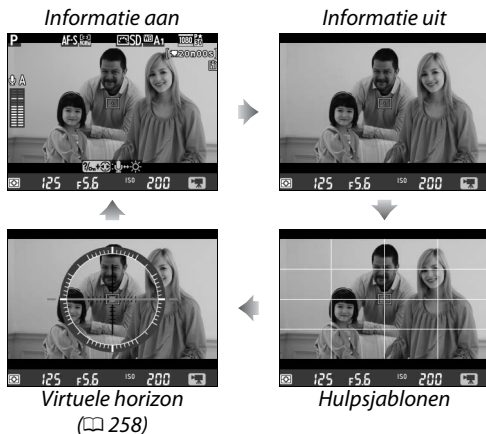 Informatie aan
Informatie uit
P AF-S NORM SD A1 1080
20m00s
A
125 F5.6 ISO 200
125 F5.6 ISO 200
125 F5.6 ISO 200
125 F5.6 ISO 200
Virtuele horizon
(258)
Hulpsjablonen